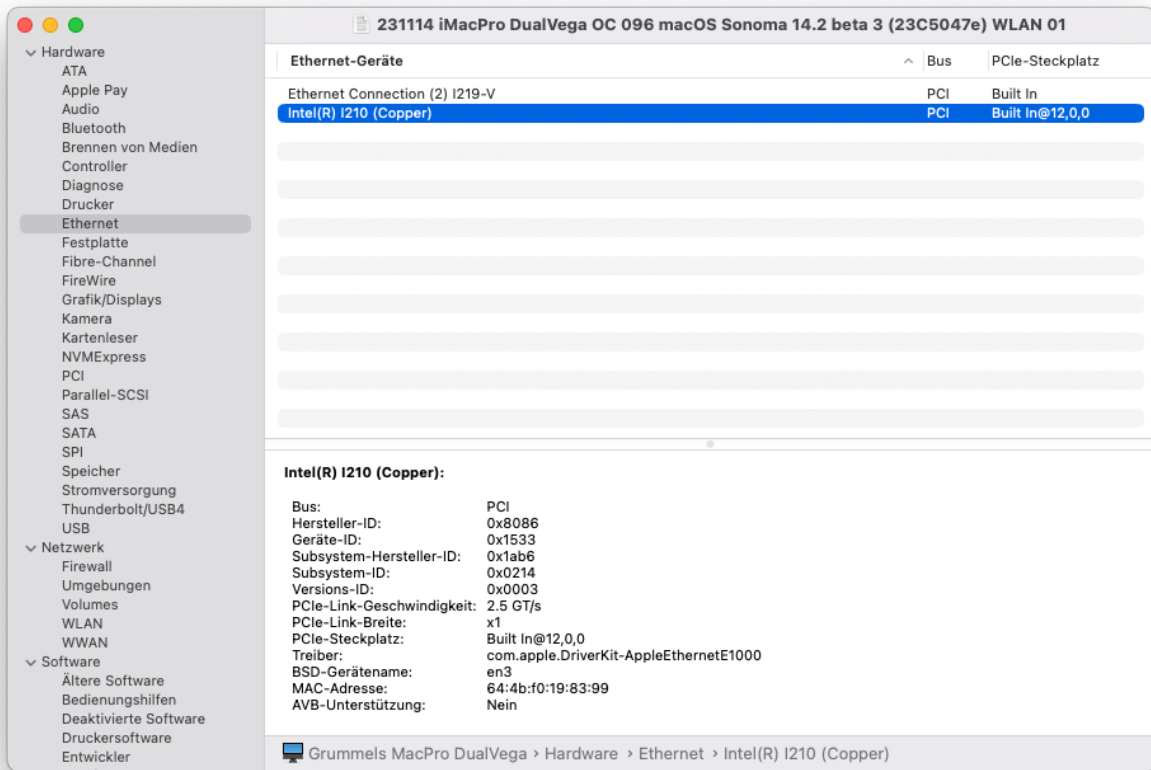 231114 iMacPro DualVega OC 096 macOS Sonoma 14.2 beta 3 (23C5047e) WLAN 01
Hardware
ATA
Apple Pay
Audio
Bluetooth
Brennen von Medien
Controller
Diagnose
Drucker
Ethernet
Festplatte
Fibre-Channel
FireWire
Grafik/Displays
Kamera
Kartenleser
NVMExpress
PCI
Parallel-SCSI
SAS
SATA
SPI
Speicher
Stromversorgung
Thunderbolt/USB4
USB
Netzwerk
Firewall
Umgebungen
Volumes
WLAN
WWAN
Software
Ältere Software
Bedienungshilfen
Deaktivierte Software
Druckersoftware
Entwickler
Ethernet-Geräte Bus PCIe-Steckplatz
Ethernet Connection (2) I219-V PCI Built In
Intel(R) I210 (Copper) PCI Built In@12,0,0
Intel(R) I210 (Copper):
Bus: PCI
Hersteller-ID: 0x8086
Geräte-ID: 0x1533
Subsystem-Hersteller-ID: 0x1ab6
Subsystem-ID: 0x0214
Versions-ID: 0x0003
PCIe-Link-Geschwindigkeit: 2.5 GT/s
PCIe-Link-Breite: x1
PCIe-Steckplatz: Built In@12,0,0
Treiber: com.apple.DriverKit-AppleEthernetE1000
BSD-Gerätename: en3
MAC-Adresse: 64:4b:f0:19:83:99
AVB-Unterstützung: Nein
Grummels MacPro DualVega › Hardware › Ethernet › Intel(R) I210 (Copper)